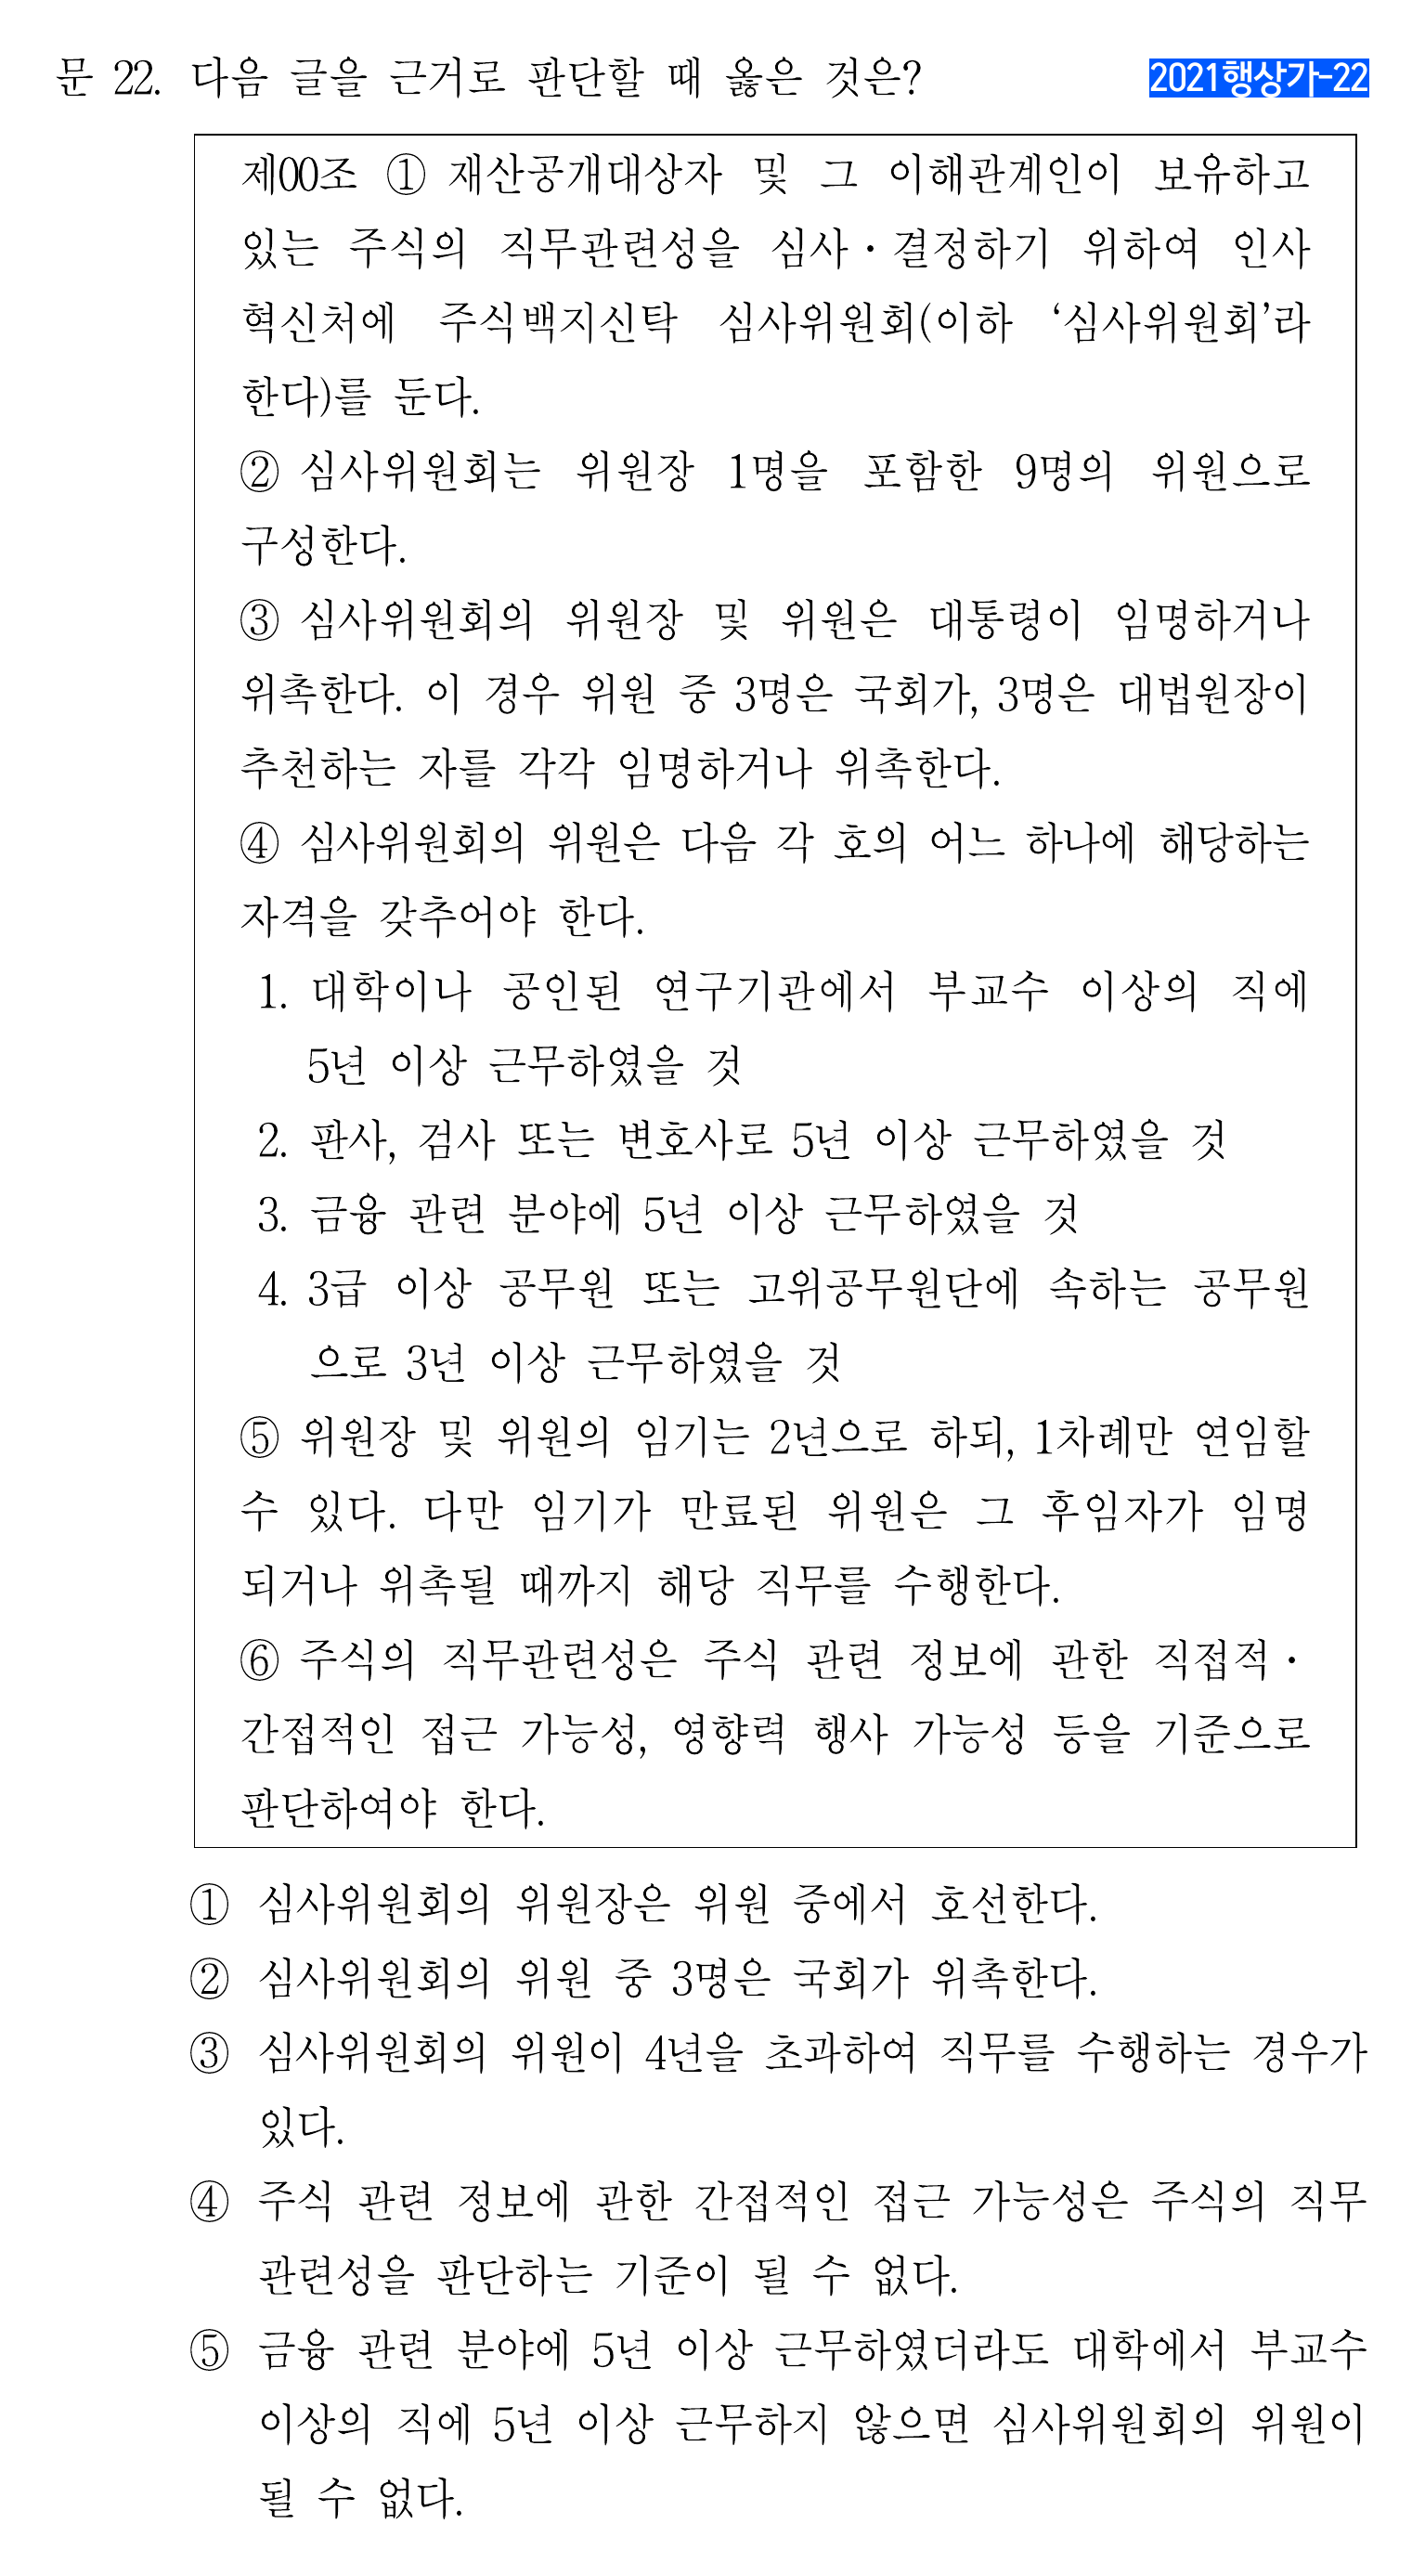 문 22. 다음 글을 근거로 판단할 때 옳은 것은?
2021행상가-22
제00조 ① 재산공개대상자 및 그 이해관계인이 보유하고
있는 주식의 직무관련성을 심사·결정하기 위하여 인사
혁신처에 주식백지신탁 심사위원회(이하 ‘심사위원회’라
한다)를 둔다.
② 심사위원회는 위원장 1명을 포함한 9명의 위원으로
구성한다.
③ 심사위원회의 위원장 및 위원은 대통령이 임명하거나
위촉한다. 이 경우 위원 중 3명은 국회가, 3명은 대법원장이
추천하는 자를 각각 임명하거나 위촉한다.
④ 심사위원회의 위원은 다음 각 호의 어느 하나에 해당하는
자격을 갖추어야 한다.
1. 대학이나 공인된 연구기관에서 부교수 이상의 직에
5년 이상 근무하였을 것
2. 판사, 검사 또는 변호사로 5년 이상 근무하였을 것
3. 금융 관련 분야에 5년 이상 근무하였을 것
4. 3급 이상 공무원 또는 고위공무원단에 속하는 공무원
으로 3년 이상 근무하였을 것
⑤ 위원장 및 위원의 임기는 2년으로 하되, 1차례만 연임할
수 있다. 다만 임기가 만료된 위원은 그 후임자가 임명
되거나 위촉될 때까지 해당 직무를 수행한다.
⑥ 주식의 직무관련성은 주식 관련 정보에 관한 직접적·
간접적인 접근 가능성, 영향력 행사 가능성 등을 기준으로
판단하여야 한다.
① 심사위원회의 위원장은 위원 중에서 호선한다.
② 심사위원회의 위원 중 3명은 국회가 위촉한다.
③ 심사위원회의 위원이 4년을 초과하여 직무를 수행하는 경우가
있다.
④ 주식 관련 정보에 관한 간접적인 접근 가능성은 주식의 직무
관련성을 판단하는 기준이 될 수 없다.
⑤ 금융 관련 분야에 5년 이상 근무하였더라도 대학에서 부교수
이상의 직에 5년 이상 근무하지 않으면 심사위원회의 위원이
될 수 없다.